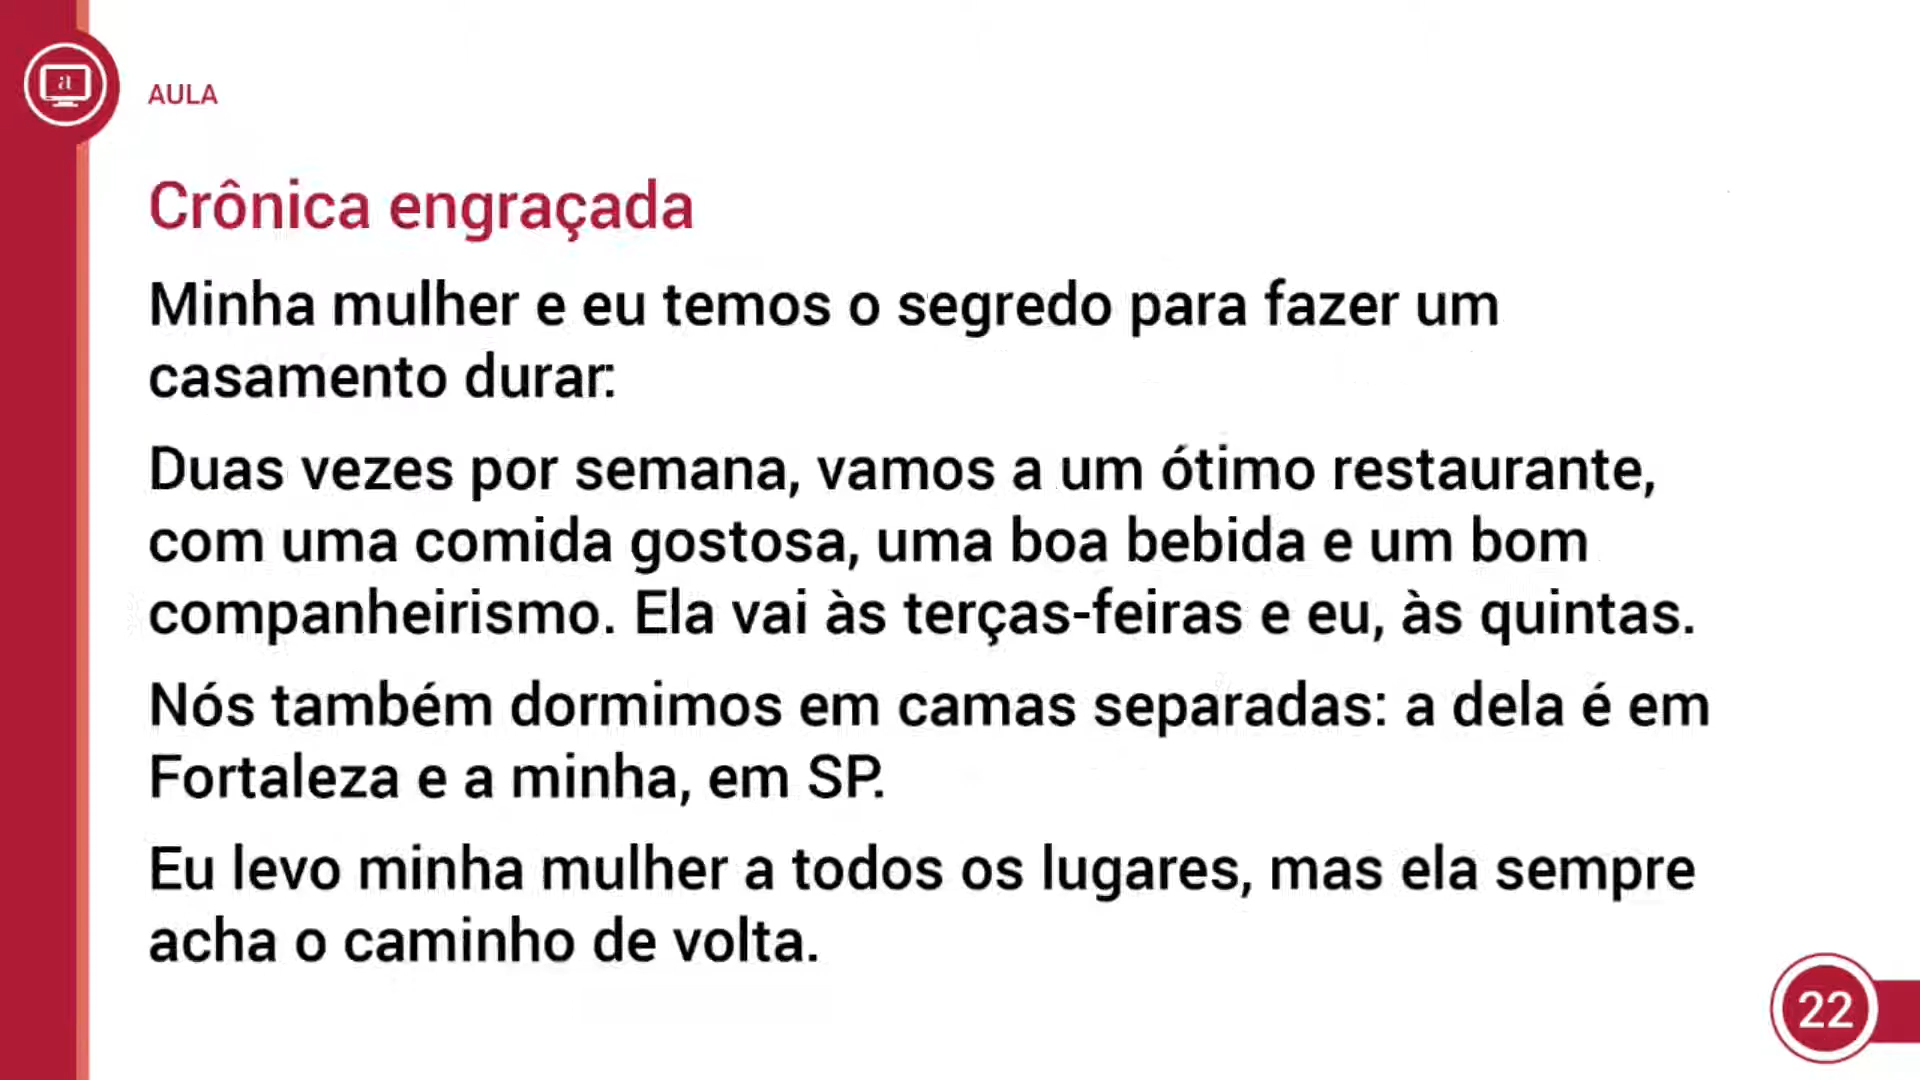 a
AULA
Crônica engraçada
Minha mulher e eu temos o segredo para fazer um
casamento durar:
Duas vezes por semana, vamos a um ótimo restaurante,
com uma comida gostosa, uma boa bebida e um bom
companheirismo. Ela vai às terças-feiras e eu, às quintas.
Nós também dormimos em camas separadas: a dela é em
Fortaleza e a minha, em SP.
Eu levo minha mulher a todos os lugares, mas ela sempre
acha o caminho de volta.
22